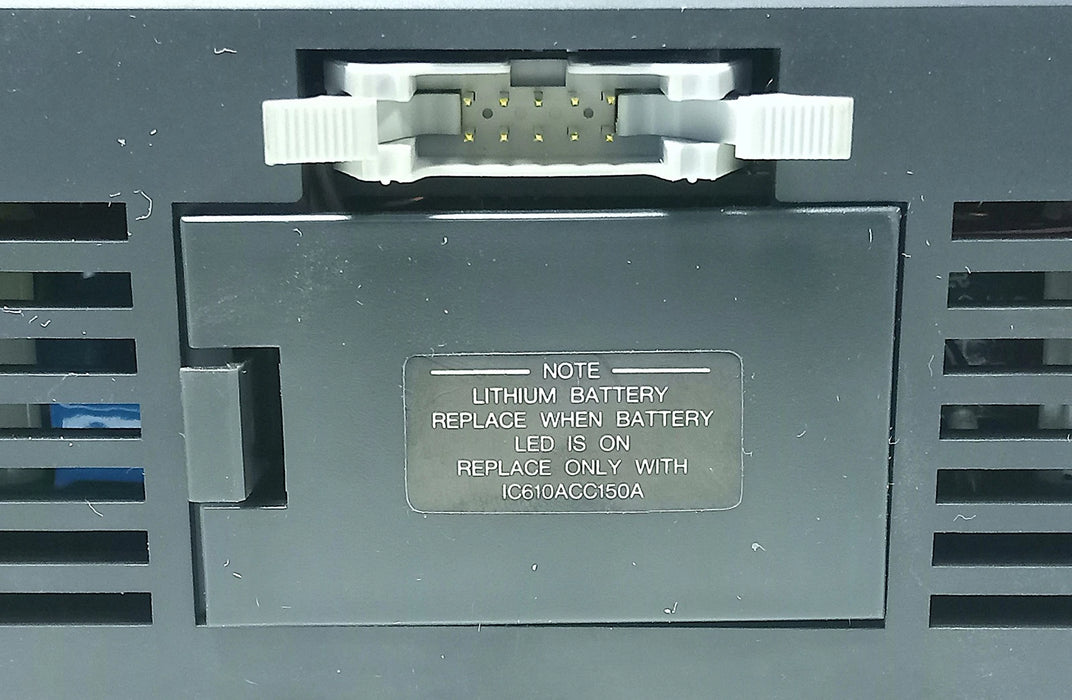 NOTE
LITHIUM BATTERY
REPLACE WHEN BATTERY
LED IS ON
REPLACE ONLY WITH
IC610ACC150A